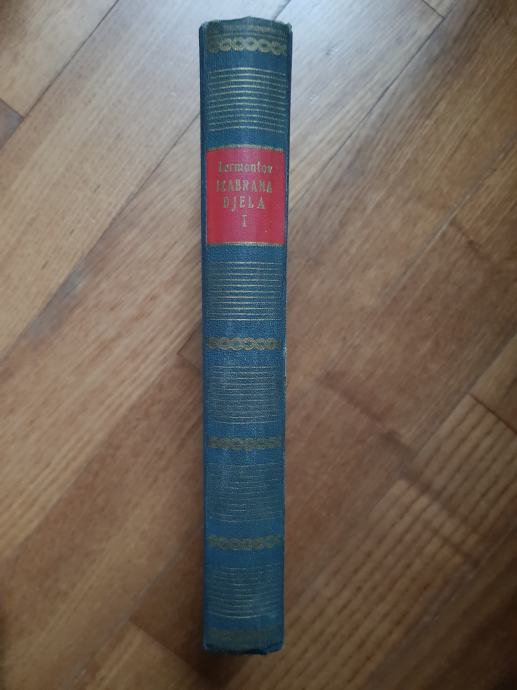 Lermontov
IZABRANA
DJELA
I